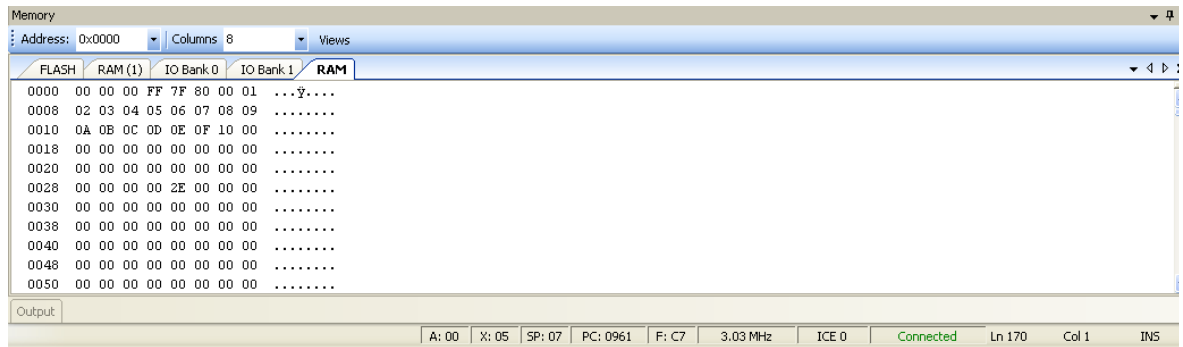 Memory
Address: 0x0000 Columns 8 Views
FLASH RAM (1) IO Bank 0 IO Bank 1 RAM
0000 00 00 00 FF 7F 80 00 01 ...ÿ....
0008 02 03 04 05 06 07 08 09 ........
0010 0A 0B 0C 0D 0E 0F 10 00 ........
0018 00 00 00 00 00 00 00 00 ........
0020 00 00 00 00 00 00 00 00 ........
0028 00 00 00 00 2E 00 00 00 ........
0030 00 00 00 00 00 00 00 00 ........
0038 00 00 00 00 00 00 00 00 ........
0040 00 00 00 00 00 00 00 00 ........
0048 00 00 00 00 00 00 00 00 ........
0050 00 00 00 00 00 00 00 00 ........
Output
A: 00 X: 05 SP: 07 PC: 0961 F: C7 3.03 MHz ICE 0 Connected Ln 170 Col 1 INS